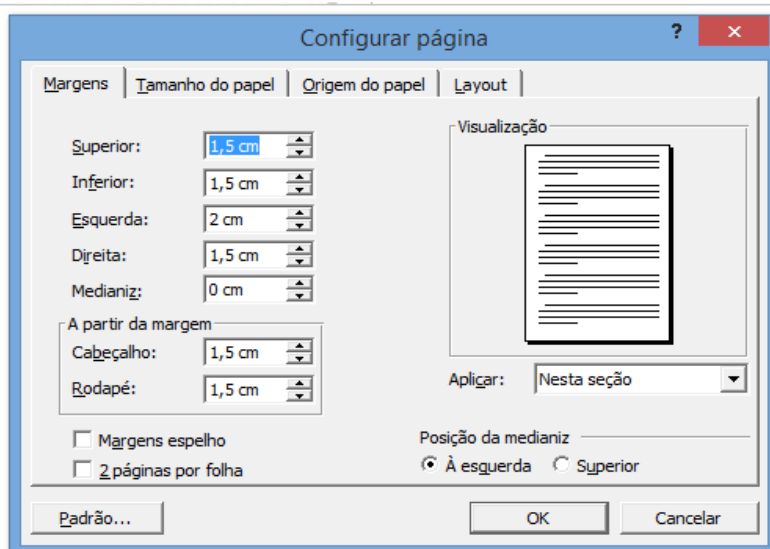 Configurar página
? ×
Margens Tamanho do papel Origem do papel Layout
Superior: 1,5 cm
Inferior: 1,5 cm
Esquerda: 2 cm
Direita: 1,5 cm
Medianiz: 0 cm
A partir da margem
Cabeçalho: 1,5 cm
Rodapé: 1,5 cm
Margens espelho
2 páginas por folha
Visualização
Aplicar: Nesta seção
Posição da medianiz
À esquerda Superior
Padrão... OK Cancelar